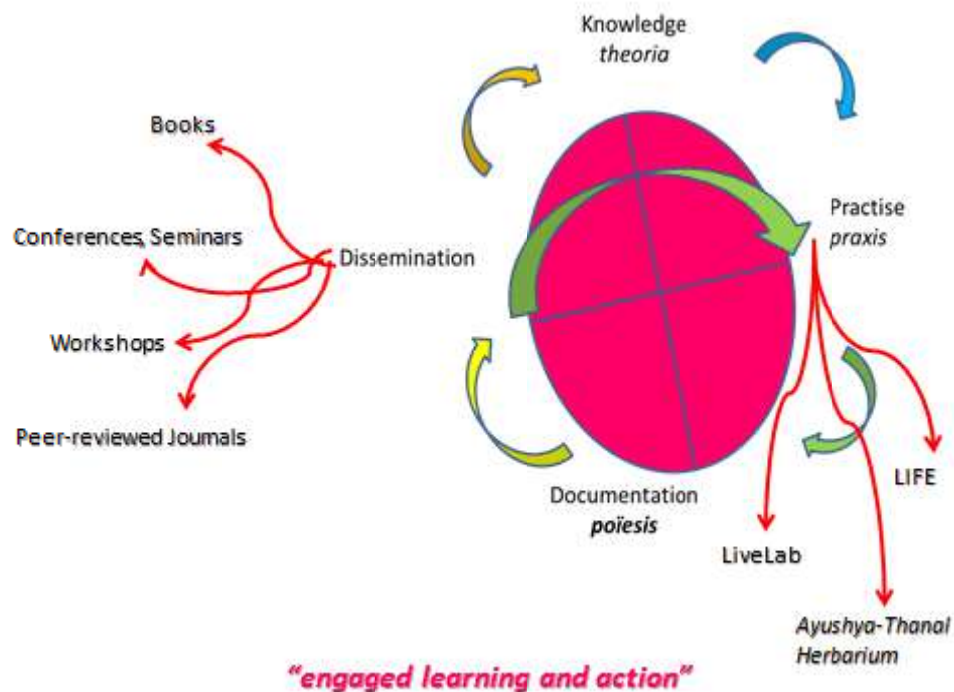 Knowledge
theoria
Books
Practise
praxis
Conferences, Seminars
Dissemination
Workshops
Peer-reviewed Journals
LIFE
Documentation
poïesis
LiveLab
Ayushya-Thanal
Herbarium
"engaged learning and action"